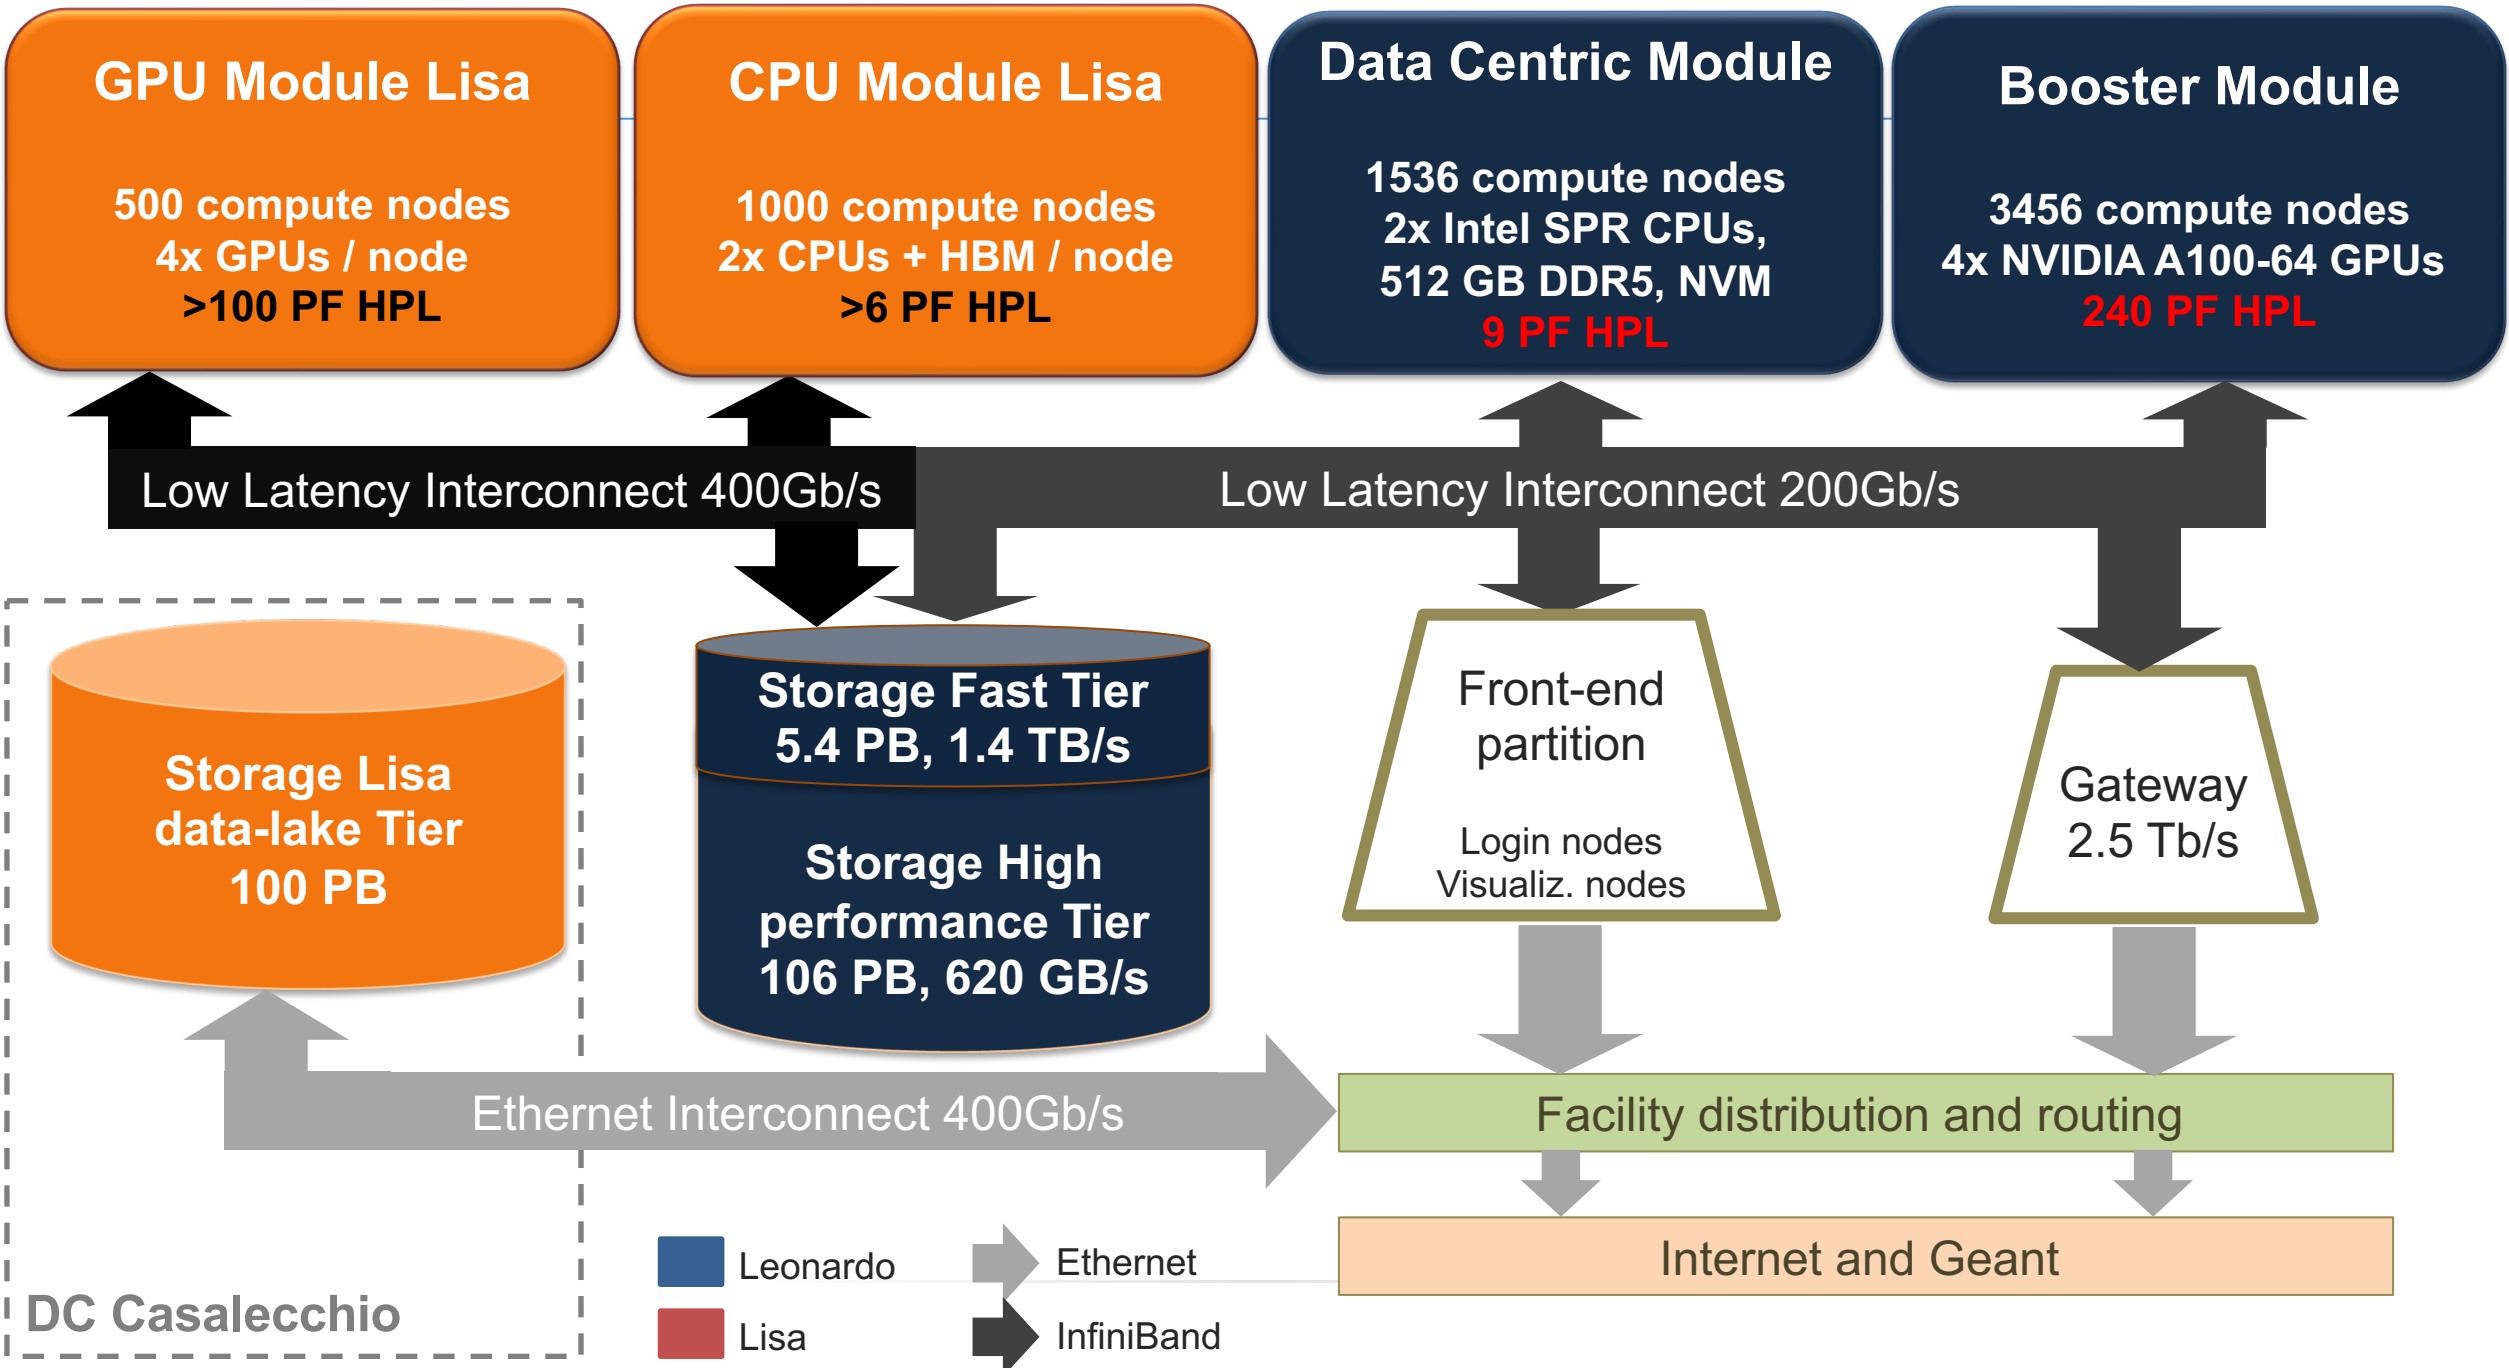 GPU Module Lisa
500 compute nodes
4x GPUs / node
>100 PF HPL
CPU Module Lisa
1000 compute nodes
2x CPUs + HBM / node
>6 PF HPL
Data Centric Module
1536 compute nodes
2x Intel SPR CPUs,
512 GB DDR5, NVM
9 PF HPL
Booster Module
3456 compute nodes
4x NVIDIA A100-64 GPUs
240 PF HPL
Low Latency Interconnect 400Gb/s
Low Latency Interconnect 200Gb/s
Storage Lisa
data-lake Tier
100 PB
Storage Fast Tier
5.4 PB, 1.4 TB/s
Storage High
performance Tier
106 PB, 620 GB/s
Front-end
partition
Login nodes
Visualiz. nodes
Gateway
2.5 Tb/s
Ethernet Interconnect 400Gb/s
Facility distribution and routing
Internet and Geant
DC Casalecchio
Leonardo
Lisa
Ethernet
InfiniBand